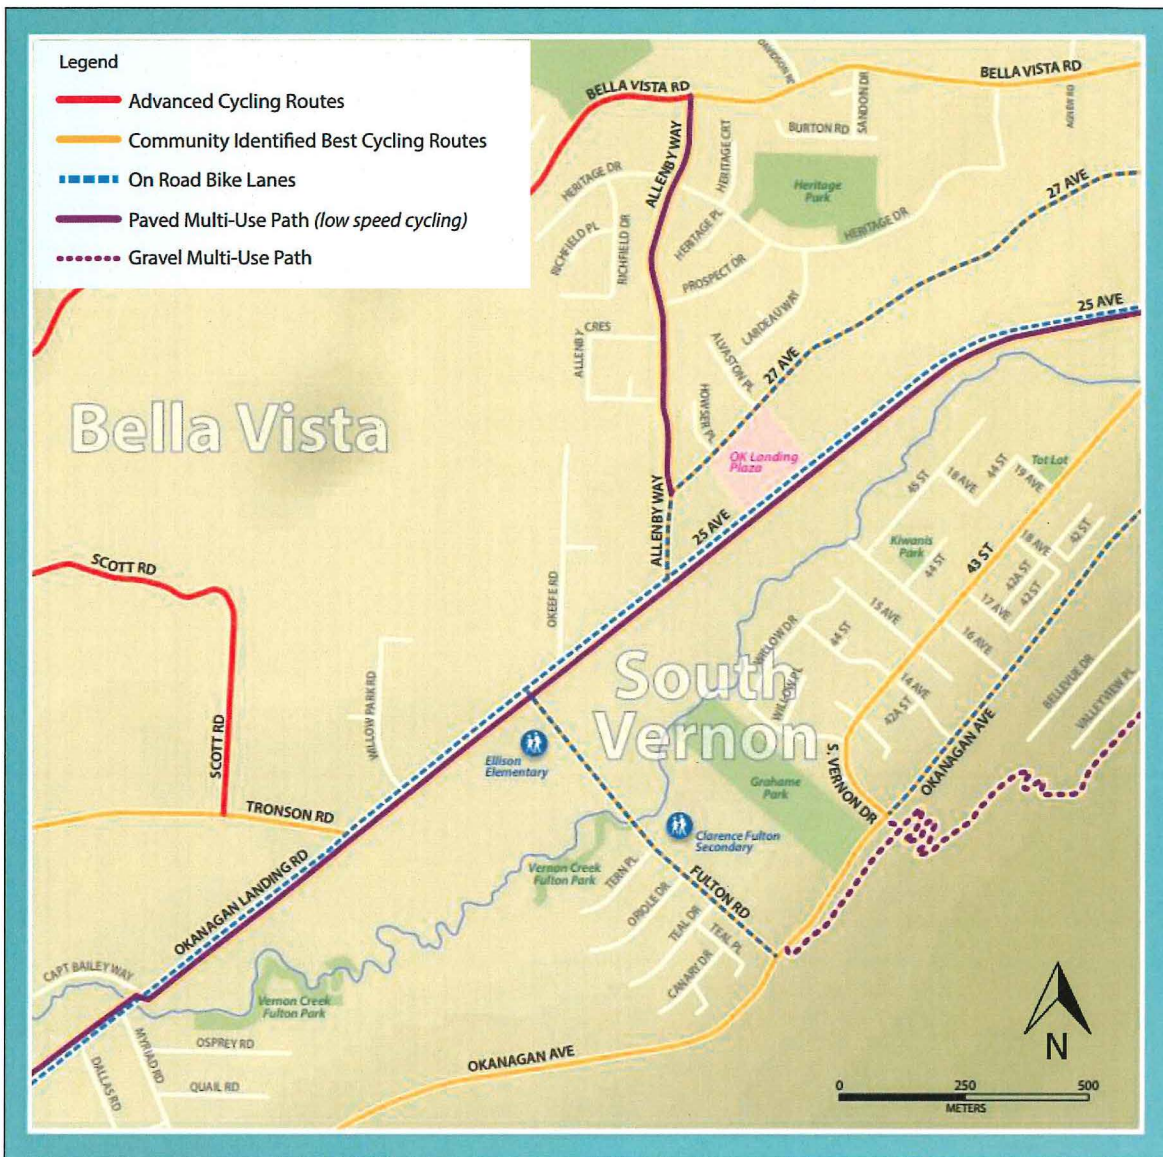 Legend
Advanced Cycling Routes
Community Identified Best Cycling Routes
On Road Bike Lanes
Paved Multi-Use Path (low speed cycling)
Gravel Multi-Use Path
DAVIDSON RD
BELLA VISTA RD
BELLA VISTA RD
SANDON DR
AGNEW RD
BURTON RD
ALLENBY WAY
HERITAGE CRT
HERITAGE DR
Heritage
Park
27 AVE
HERITAGE PL
HERITAGE DR
RICHFIELD PL
RICHFIELD DR
PROSPECT DR
25 AVE
LARDEAU WAY
ALLENBY
CRES
ALVASTON PL
27 AVE
HOWSER PL
Bella Vista
OK Landing
Plaza
Tot Lot
45 ST
18 AVE
44 ST
19 AVE
ALLENBY WAY
25 AVE
Kiwanis
Park
44 ST
43 ST
18 AVE
42 ST
42A ST
42 ST
17 AVE
SCOTT RD
OKEEFE RD
15 AVE
16 AVE
WILLOW DR
44 ST
South
Vernon
WILLOW PL
14 AVE
42A ST
BELLEVUE DR
VALLEYVIEW PL
WILLOW PARK RD
SCOTT RD
Ellison
Elementary
S. VERNON DR
OKANAGAN AVE
Grahame
Park
TRONSON RD
Clarence Fulton
Secondary
OKANAGAN LANDING RD
Vernon Creek
Fulton Park
TERN PL
FULTON RD
ORIOLE DR
TEAL DR
TEAL PL
CANARY DR
CAPT BAILEY WAY
Vernon Creek
Fulton Park
MYRIAD RD
OSPREY RD
DALLAS RD
QUAIL RD
OKANAGAN AVE
N
0 250 500
METERS